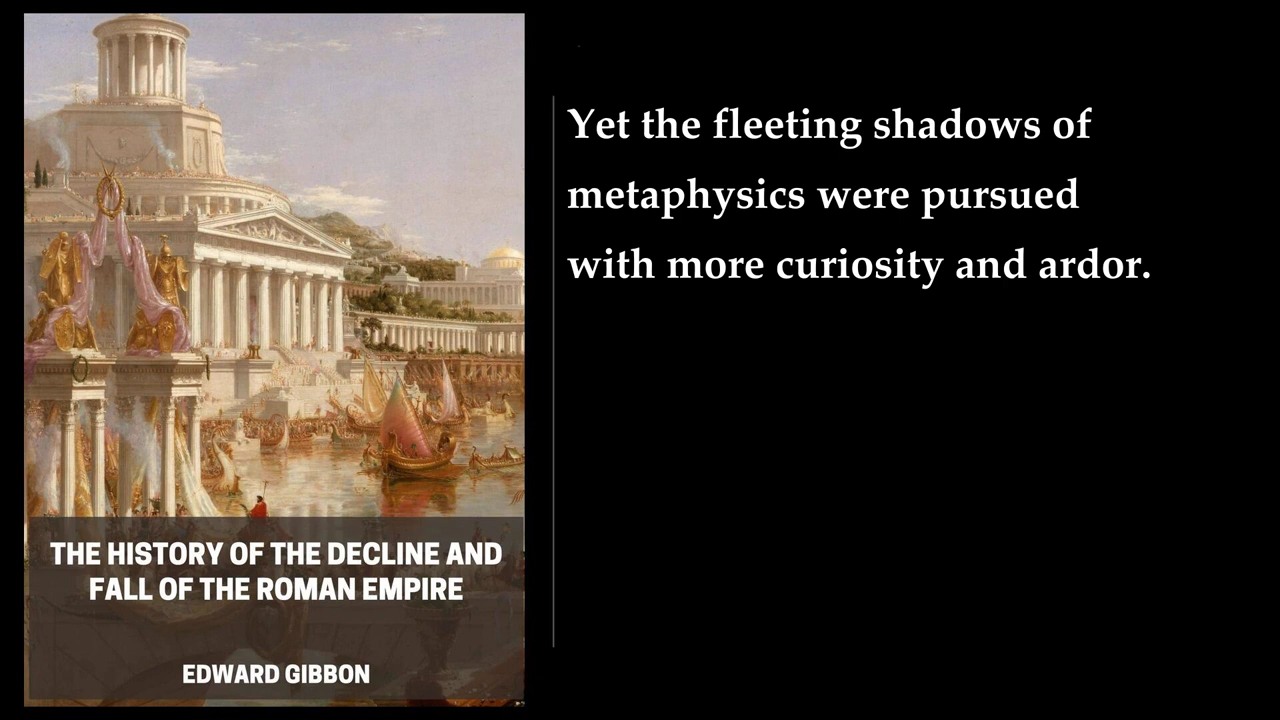 THE HISTORY OF THE DECLINE AND
FALL OF THE ROMAN EMPIRE
EDWARD GIBBON
Yet the fleeting shadows of
metaphysics were pursued
with more curiosity and ardor.